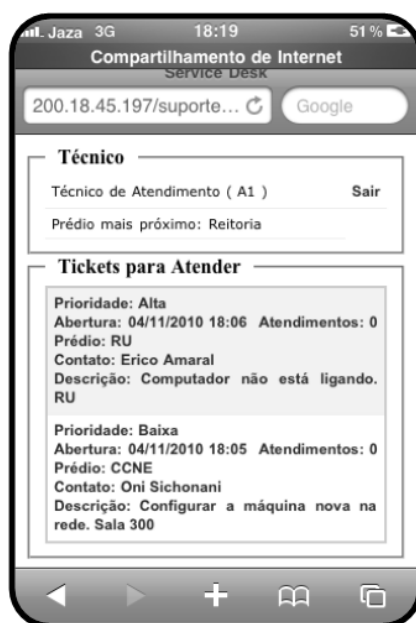 Jaza 3G 18:19 51 %
Compartilhamento de Internet
Service Desk
200.18.45.197/suporte... Google
Técnico
Técnico de Atendimento ( A1 ) Sair
Prédio mais próximo: Reitoria
Tickets para Atender
Prioridade: Alta
Abertura: 04/11/2010 18:06 Atendimentos: 0
Prédio: RU
Contato: Erico Amaral
Descrição: Computador não está ligando.
RU
Prioridade: Baixa
Abertura: 04/11/2010 18:05 Atendimentos: 0
Prédio: CCNE
Contato: Oni Sichonani
Descrição: Configurar a máquina nova na
rede. Sala 300